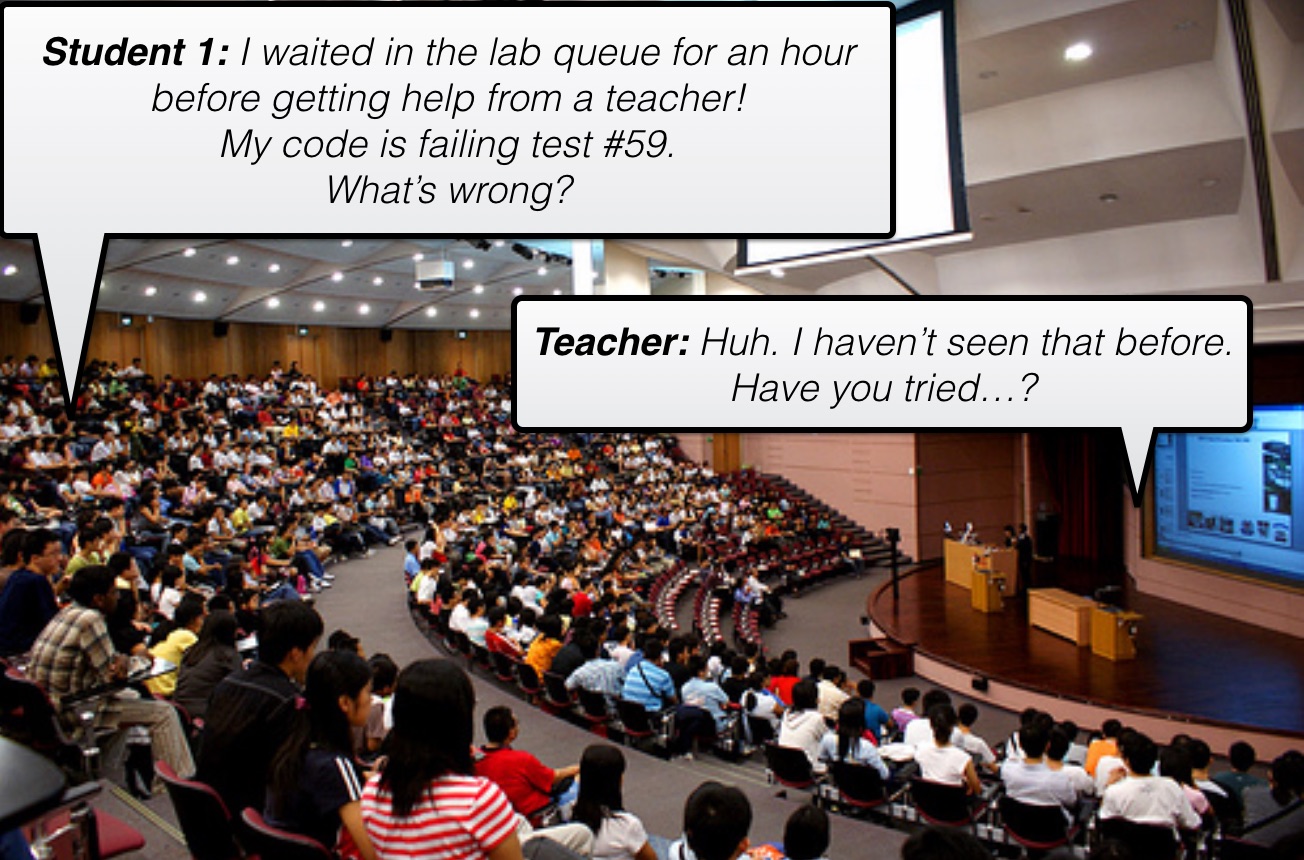 Student 1: I waited in the lab queue for an hour
before getting help from a teacher!
My code is failing test #59.
What’s wrong?
Teacher: Huh. I haven’t seen that before.
Have you tried…?